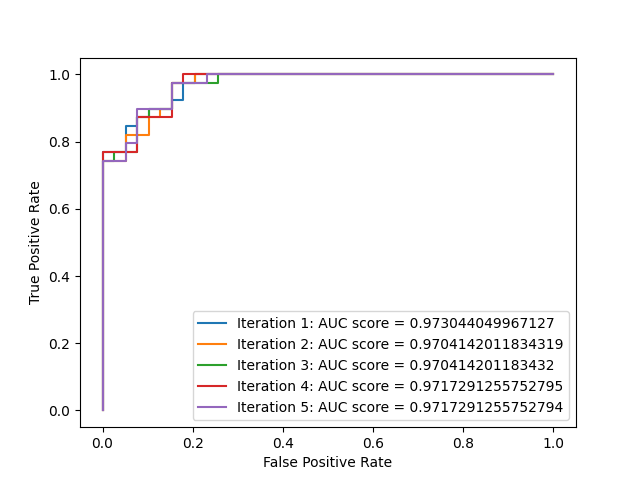 1.0
0.8
0.6
0.4
0.2
0.0
True Positive Rate
Iteration 1: AUC score = 0.973044049967127
Iteration 2: AUC score = 0.9704142011834319
Iteration 3: AUC score = 0.970414201183432
Iteration 4: AUC score = 0.9717291255752795
Iteration 5: AUC score = 0.9717291255752794
0.0 0.2 0.4 0.6 0.8 1.0
False Positive Rate